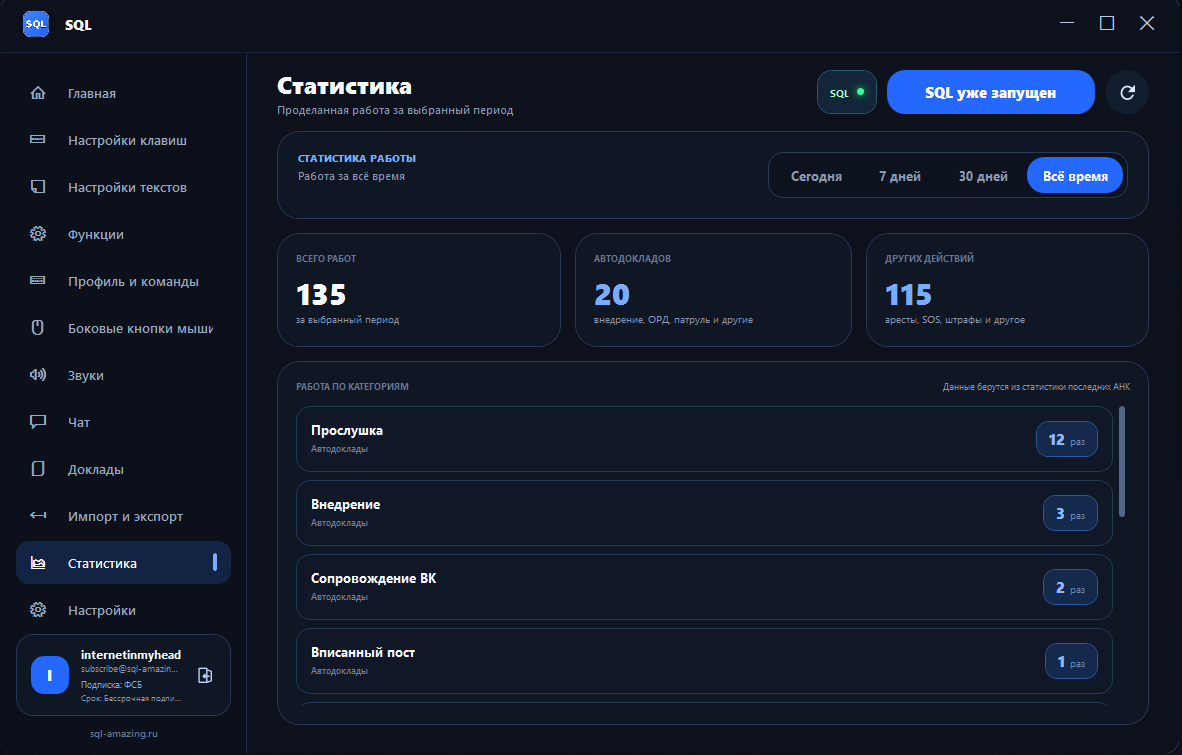 SQL
SQL
Главная
Настройки клавиш
Настройки текстов
Функции
Профиль и команды
Боковые кнопки мыши
Звуки
Чат
Доклады
Импорт и экспорт
Статистика
Настройки
I
internetinmyhead
subscribe@sql-amazin...
Подписка: ФСБ
Срок: Бессрочная подпи...
sql-amazing.ru
Статистика
Проделанная работа за выбранный период
SQL
SQL уже запущен
СТАТИСТИКА РАБОТЫ
Работа за всё время
Сегодня
7 дней
30 дней
Всё время
ВСЕГО РАБОТ
135
за выбранный период
АВТОДОКЛАДОВ
20
внедрение, ОРД, патруль и другие
ДРУГИХ ДЕЙСТВИЙ
115
аресты, SOS, штрафы и другое
РАБОТА ПО КАТЕГОРИЯМ
Данные берутся из статистики последних АНК
Прослушка
Автодоклады
12 раз
Внедрение
Автодоклады
3 раз
Сопровождение ВК
Автодоклады
2 раз
Вписанный пост
Автодоклады
1 раз